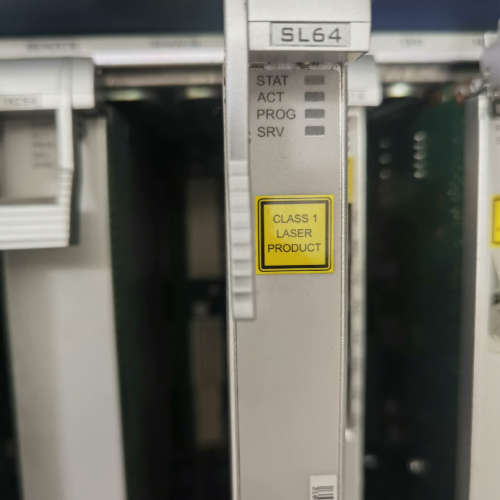 SL64
STAT
ACT
PROG
SRV
CLASS 1
LASER
PRODUCT